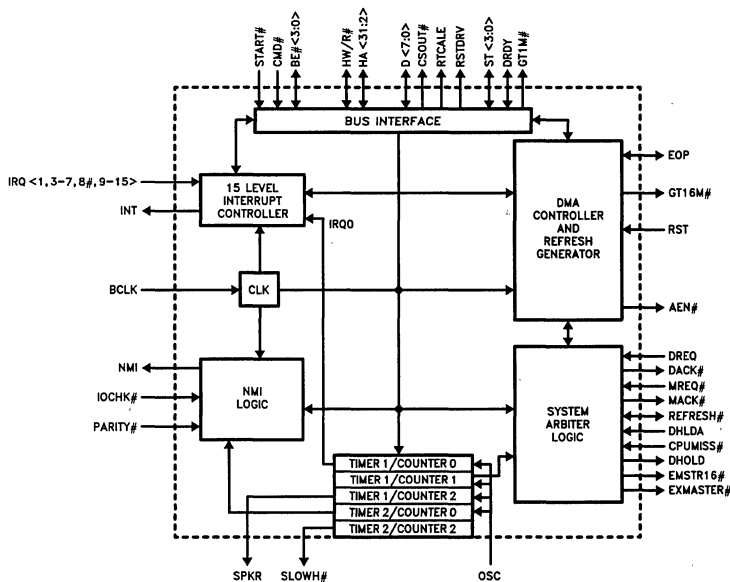 START#
CMD#
BE# <3:0>
HW/R#
HA <31:2>
D <7:0>
CSOUT#
RTCALE
RSTDRV
ST <3:0>
DRDY
GT1M#
BUS INTERFACE
IRQ <1,3-7,8#,9-15>
INT
15 LEVEL
INTERRUPT
CONTROLLER
IRQ0
DMA
CONTROLLER
AND
REFRESH
GENERATOR
EOP
GT16M#
RST
AEN#
BCLK
CLK
NMI
IOCHK#
PARITY#
NMI
LOGIC
SYSTEM
ARBITER
LOGIC
DREQ
DACK#
MREQ#
MACK#
REFRESH#
DHLDA
CPUMISS#
DHOLD
EMSTR16#
EXMASTER#
TIMER 1/COUNTER 0
TIMER 1/COUNTER 1
TIMER 1/COUNTER 2
TIMER 2/COUNTER 0
TIMER 2/COUNTER 2
SPKR
SLOWH#
OSC